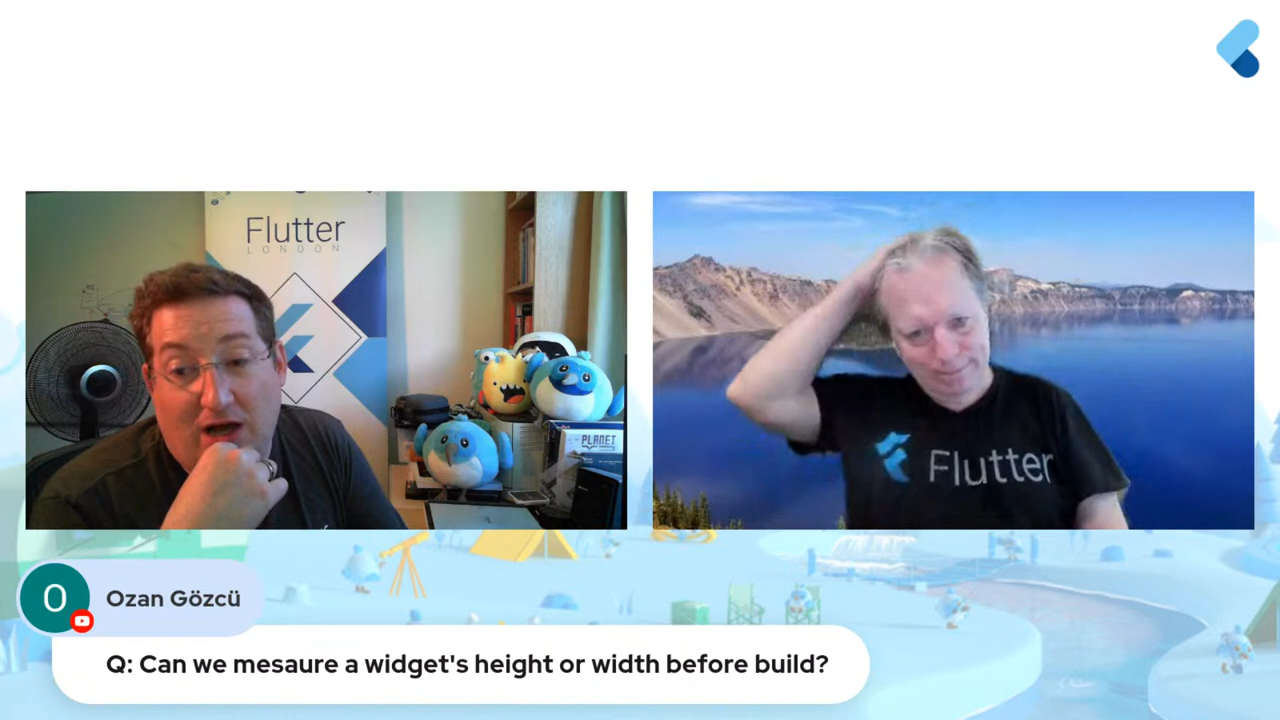 Flutter
LONDON
PLANET
Flutter
O
Ozan Gözcü
Q: Can we mesaure a widget's height or width before build?